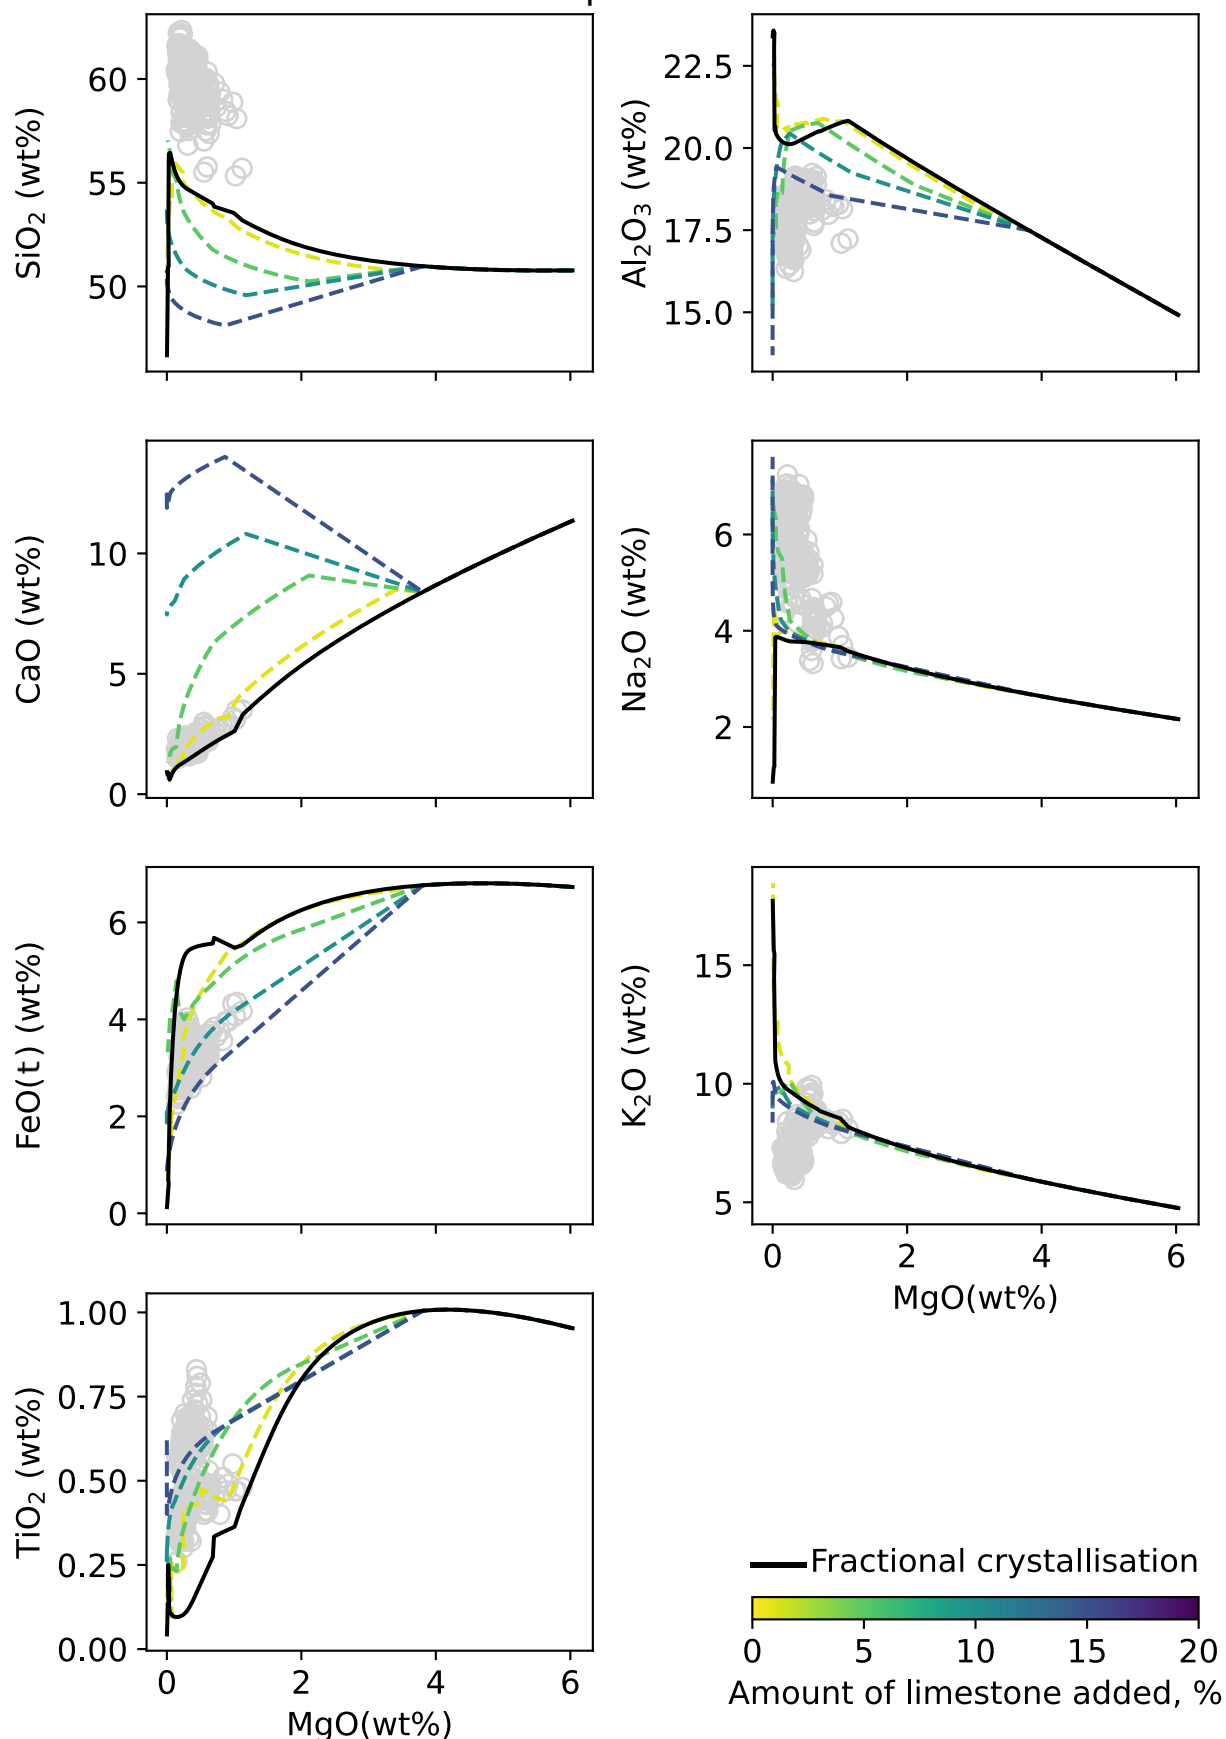 SiO2 (wt%)
60
55
50
Al2O3 (wt%)
22.5
20.0
17.5
15.0
CaO (wt%)
10
5
0
Na2O (wt%)
6
4
2
FeO(t) (wt%)
6
4
2
0
K2O (wt%)
15
10
5
0 2 4 6
MgO(wt%)
TiO2 (wt%)
1.00
0.75
0.50
0.25
0.00
0 2 4 6
MgO(wt%)
Fractional crystallisation
0 5 10 15 20
Amount of limestone added, %